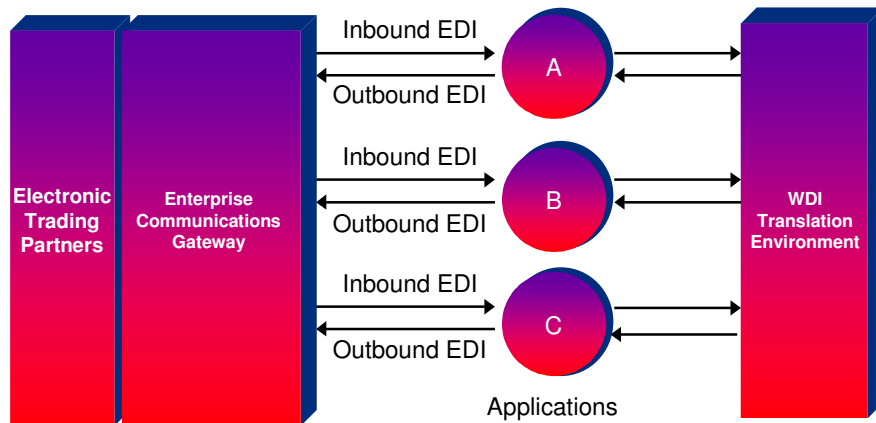 Electronic
Trading
Partners
Enterprise
Communications
Gateway
Inbound EDI
Outbound EDI
A
Inbound EDI
Outbound EDI
B
Inbound EDI
Outbound EDI
C
Applications
WDI
Translation
Environment